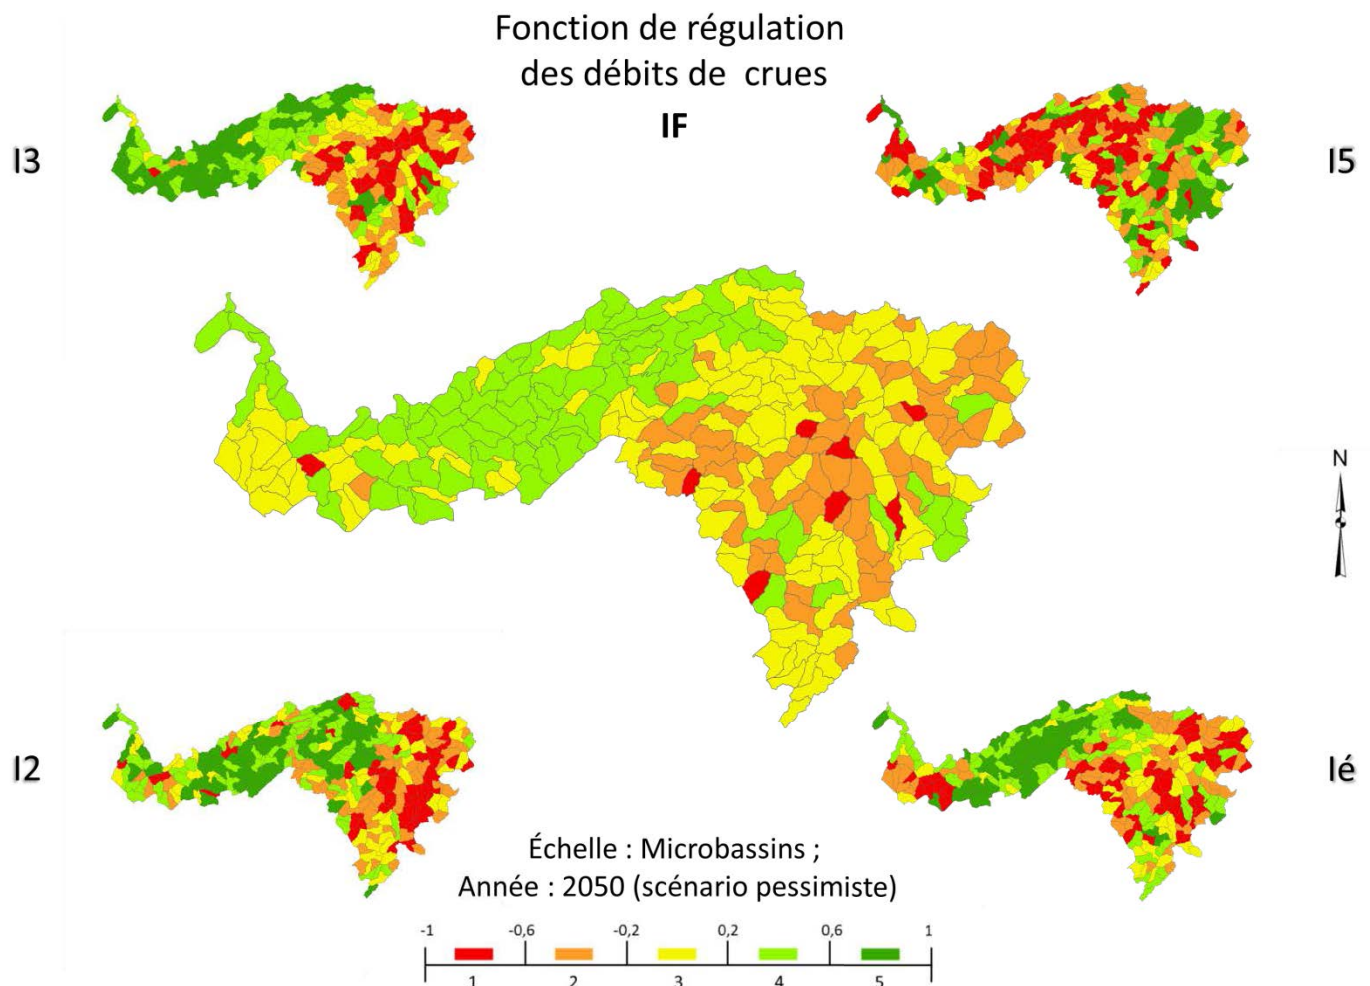 Fonction de régulation
des débits de crues
IF
I3
I5
N
I2
Ié
Échelle : Microbassins ;
Année : 2050 (scénario pessimiste)
-1 -0,6 -0,2 0,2 0,6 1
1 2 3 4 5